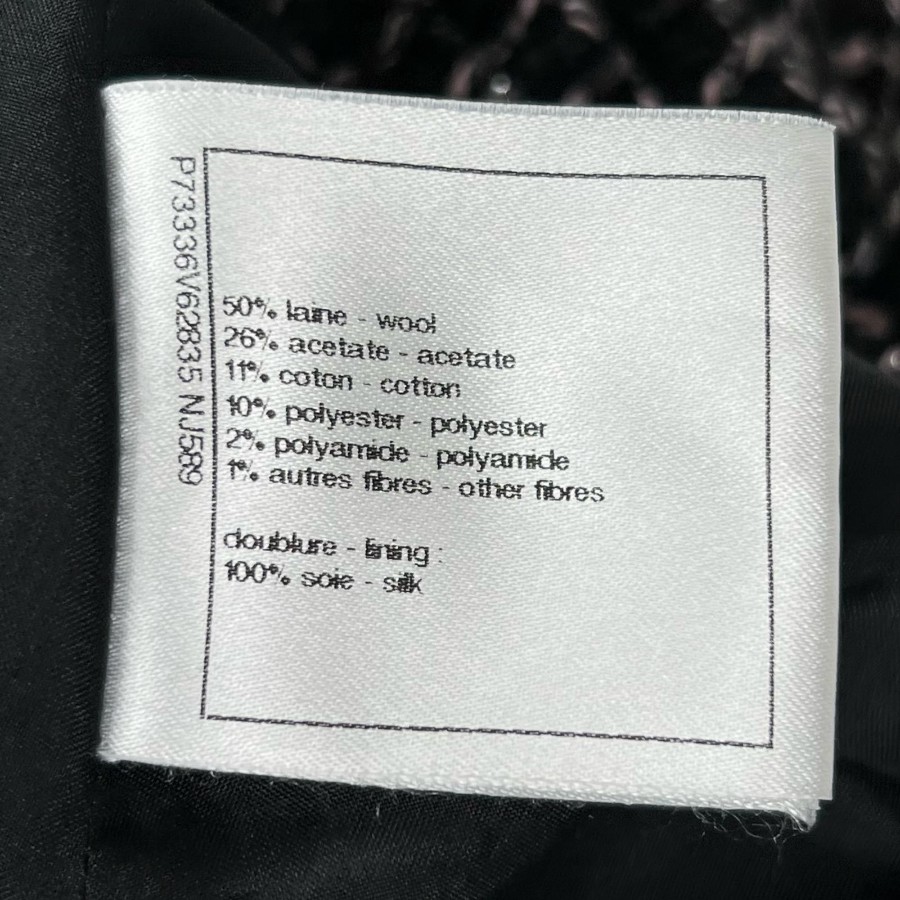 P73336V62835 NJ589
50% laine - wool
26% acetate - acetate
11% coton - cotton
10% polyester - polyester
2% polyamide - polyamide
1% autres fibres - other fibres
doublure - lining :
100% soie - silk